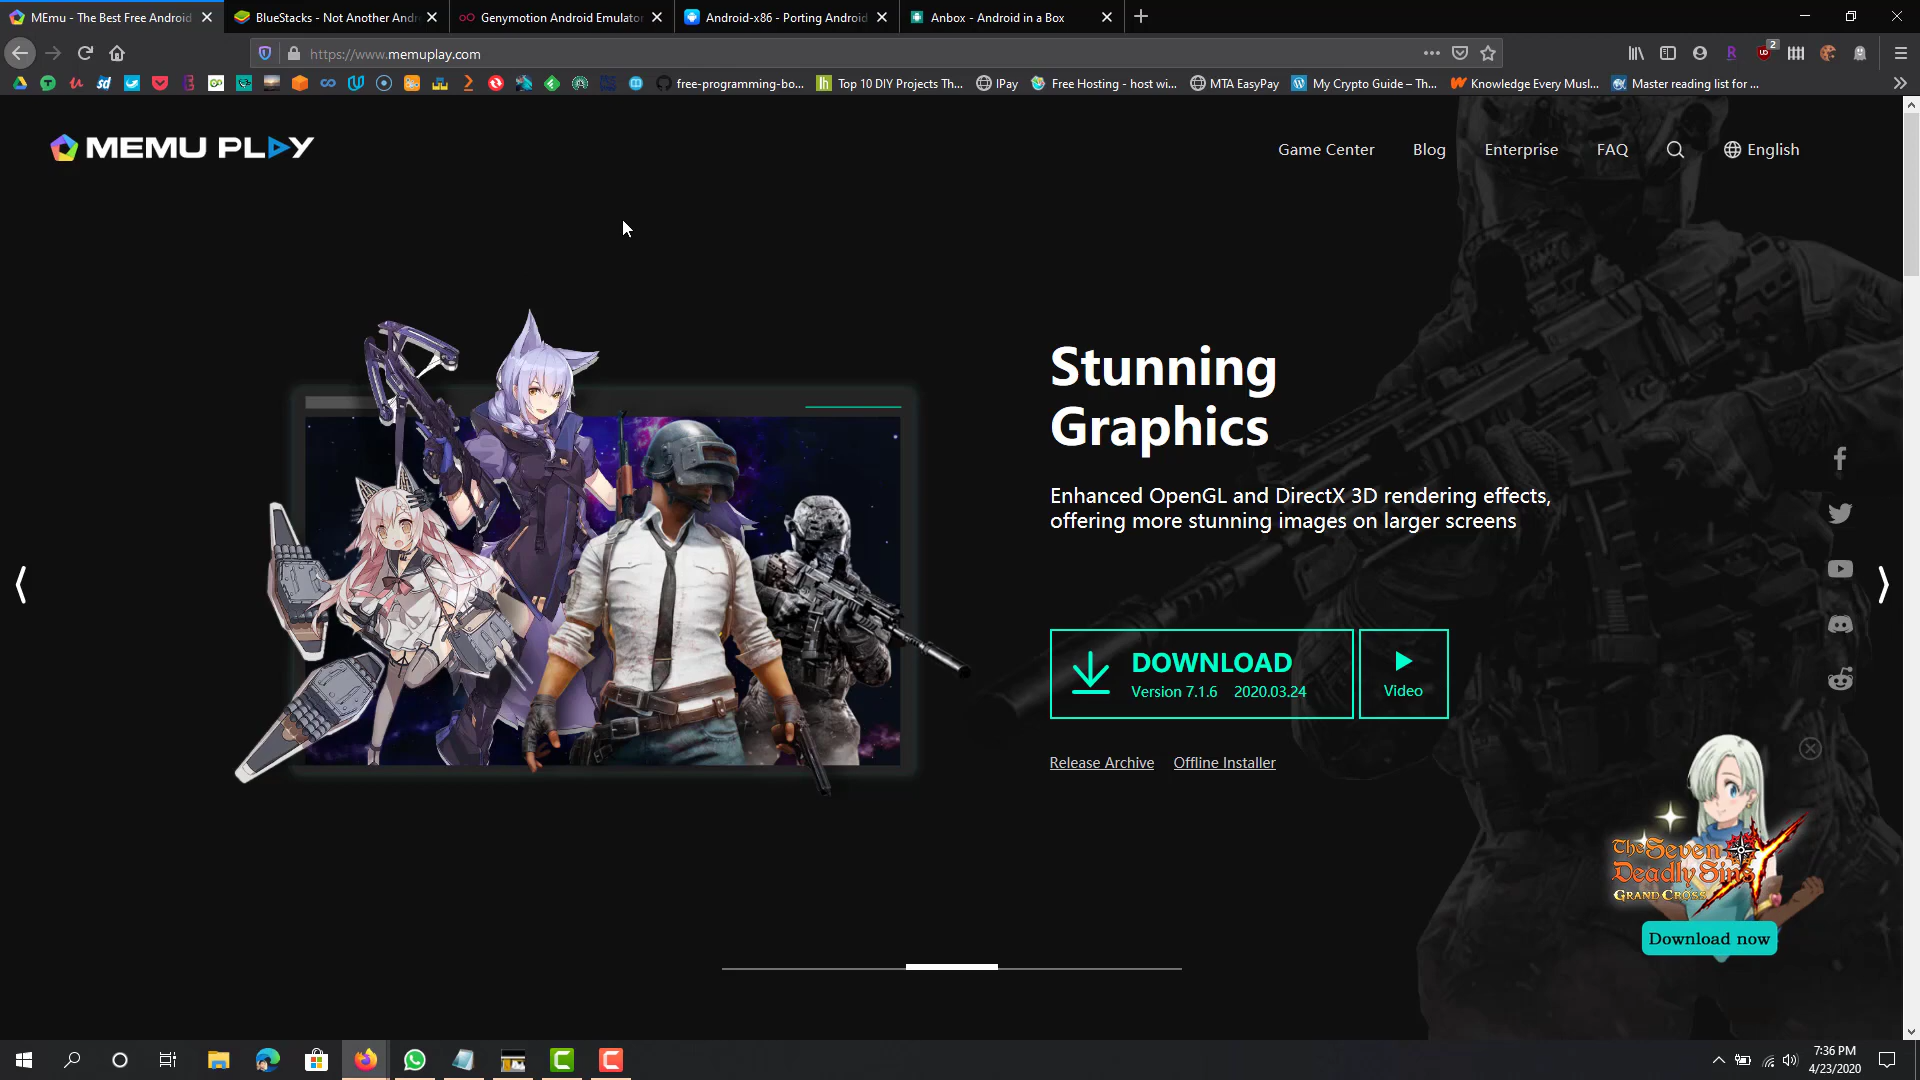 MEmu - The Best Free Android
BlueStacks - Not Another Andr
Genymotion Android Emulator
Android-x86 - Porting Android
Anbox - Android in a Box
https://www.memuplay.com
2
free-programming-bo...
Top 10 DIY Projects Th...
IPay
Free Hosting - host wi...
MTA EasyPay
My Crypto Guide – Th...
Knowledge Every Musl...
Master reading list for ...
MEMU PLAY
Game Center
Blog
Enterprise
FAQ
English
Stunning
Graphics
Enhanced OpenGL and DirectX 3D rendering effects,
offering more stunning images on larger screens
DOWNLOAD
Version 7.1.6 2020.03.24
Video
Release Archive
Offline Installer
The Seven
Deadly Sins
GRAND CROSS
Download now
7:36 PM
4/23/2020